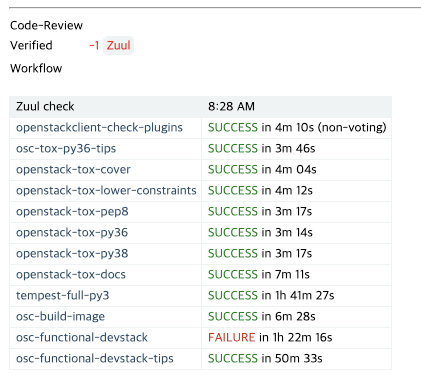 Code-Review
Verified -1 Zuul
Workflow
Zuul check 8:28 AM
openstackclient-check-plugins SUCCESS in 4m 10s (non-voting)
osc-tox-py36-tips SUCCESS in 3m 46s
openstack-tox-cover SUCCESS in 4m 04s
openstack-tox-lower-constraints SUCCESS in 4m 12s
openstack-tox-pep8 SUCCESS in 3m 17s
openstack-tox-py36 SUCCESS in 3m 14s
openstack-tox-py38 SUCCESS in 3m 17s
openstack-tox-docs SUCCESS in 7m 11s
tempest-full-py3 SUCCESS in 1h 41m 27s
osc-build-image SUCCESS in 6m 28s
osc-functional-devstack FAILURE in 1h 22m 16s
osc-functional-devstack-tips SUCCESS in 50m 33s